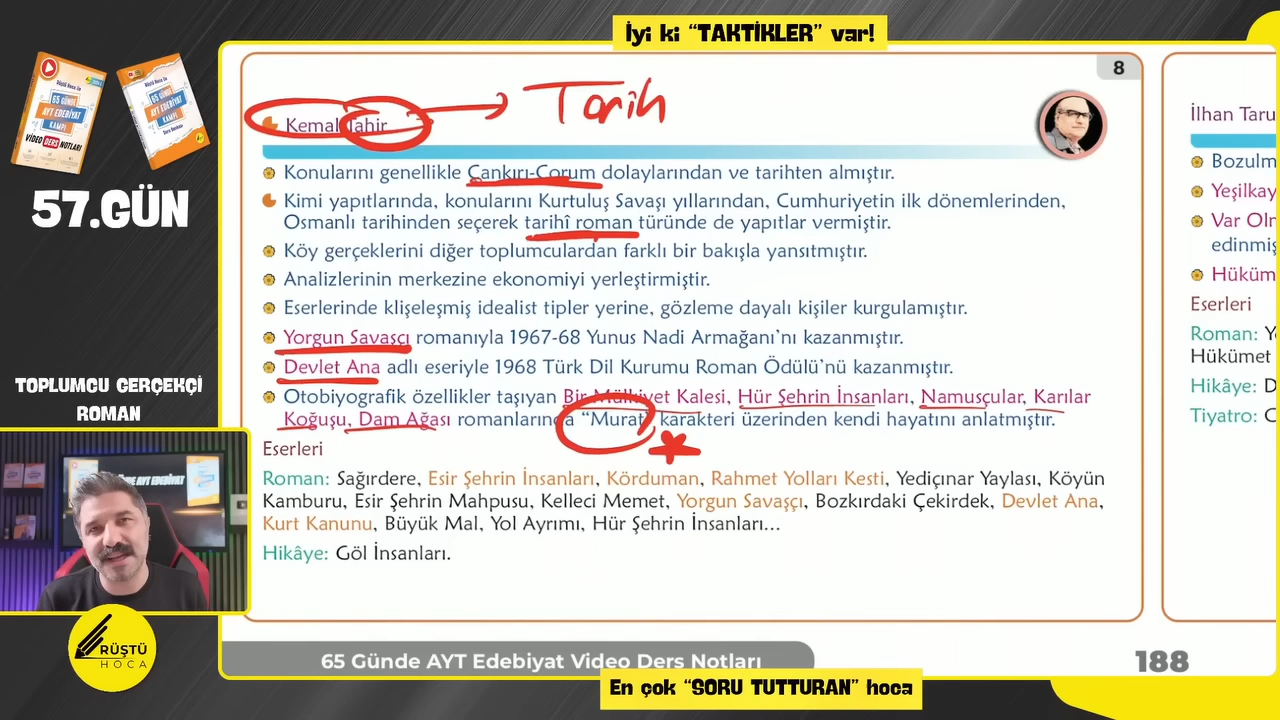 İyi ki "TAKTİKLER" var!
57.GÜN
TOPLUMCU GERÇEKÇİ
ROMAN
RÜŞTÜ
HOCA
8
Kemal Tahir
Tarih
Konularını genellikle Çankırı-Çorum dolaylarından ve tarihten almıştır.
Kimi yapıtlarında, konularını Kurtuluş Savaşı yıllarından, Cumhuriyetin ilk dönemlerinden,
Osmanlı tarihinden seçerek tarihî roman türünde de yapıtlar vermiştir.
Köy gerçeklerini diğer toplumculardan farklı bir bakışla yansıtmıştır.
Analizlerinin merkezine ekonomiyi yerleştirmiştir.
Eserlerinde klişeleşmiş idealist tipler yerine, gözleme dayalı kişiler kurgulamıştır.
Yorgun Savaşçı romanıyla 1967-68 Yunus Nadi Armağanı'nı kazanmıştır.
Devlet Ana adlı eseriyle 1968 Türk Dil Kurumu Roman Ödülü'nü kazanmıştır.
Otobiyografik özellikler taşıyan Bir Mülkiyet Kalesi, Hür Şehrin İnsanları, Namusçular, Karılar
Koğuşu, Dam Ağası romanlarında "Murat" karakteri üzerinden kendi hayatını anlatmıştır.
Eserleri
Roman: Sağırdere, Esir Şehrin İnsanları, Körduman, Rahmet Yolları Kesti, Yediçınar Yaylası, Köyün
Kamburu, Esir Şehrin Mahpusu, Kelleci Memet, Yorgun Savaşçı, Bozkırdaki Çekirdek, Devlet Ana,
Kurt Kanunu, Büyük Mal, Yol Ayrımı, Hür Şehrin İnsanları...
Hikâye: Göl İnsanları.
İlhan Taru
Bozulm
Yeşilkay
Var Oln
edinmiş
Hüküm
Eserleri
Roman: Y
Hükümet
Hikâye: D
Tiyatro: C
65 Günde AYT Edebiyat Video Ders Notları
188
En çok "SORU TUTTURAN" hoca